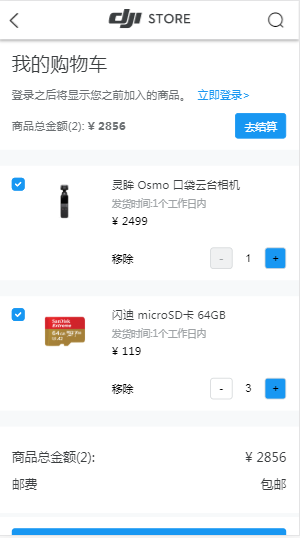 dji STORE
我的购物车
登录之后将显示您之前加入的商品。 立即登录>
商品总金额(2): ¥ 2856
去结算
灵眸 Osmo 口袋云台相机
发货时间:1个工作日内
¥ 2499
移除 - 1 +
SanDisk
Extreme
64GB
闪迪 microSD卡 64GB
发货时间:1个工作日内
¥ 119
移除 - 3 +
商品总金额(2): ¥ 2856
邮费 包邮